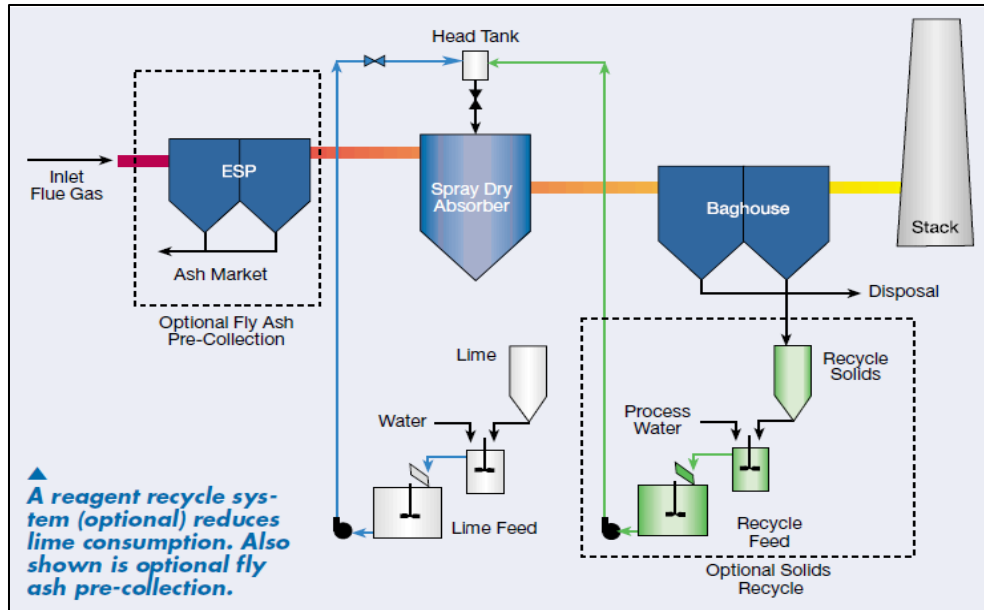 Head Tank
Inlet
Flue Gas
ESP
Ash Market
Optional Fly Ash
Pre-Collection
Spray Dry
Absorber
Baghouse
Stack
Disposal
Lime
Water
Lime Feed
Recycle
Solids
Process
Water
Recycle
Feed
Optional Solids
Recycle
A reagent recycle sys-
tem (optional) reduces
lime consumption. Also
shown is optional fly
ash pre-collection.